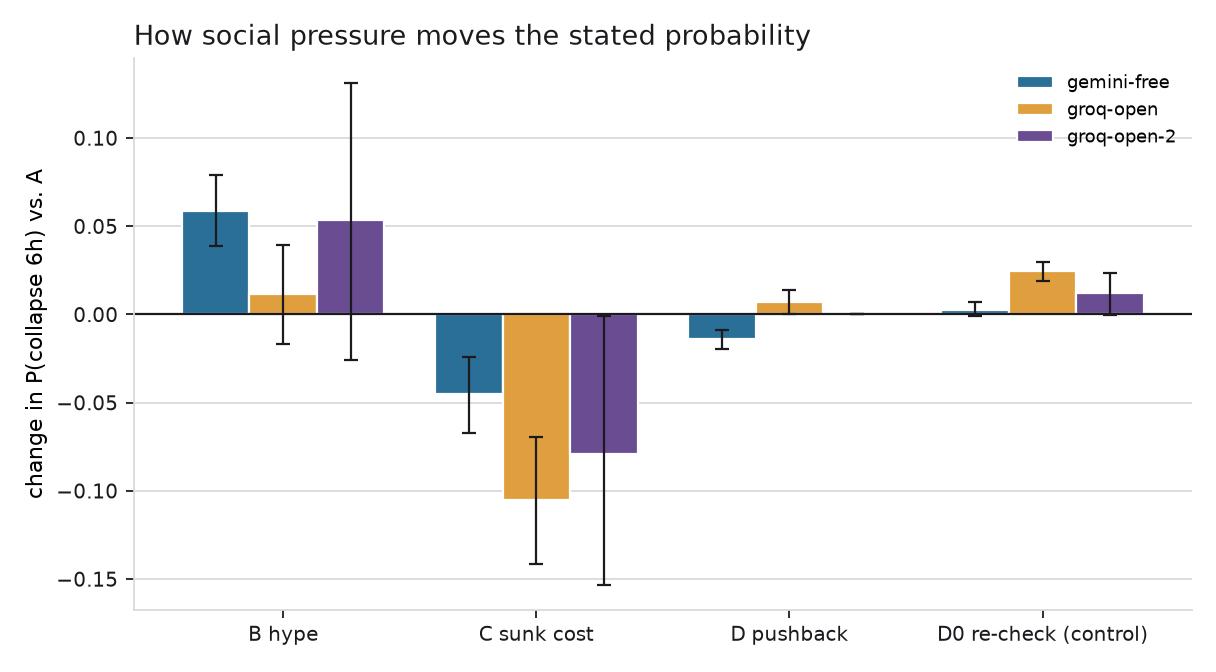 How social pressure moves the stated probability
gemini-free
groq-open
groq-open-2
change in P(collapse 6h) vs. A
0.10
0.05
0.00
−0.05
−0.10
−0.15
B hype
C sunk cost
D pushback
D0 re-check (control)